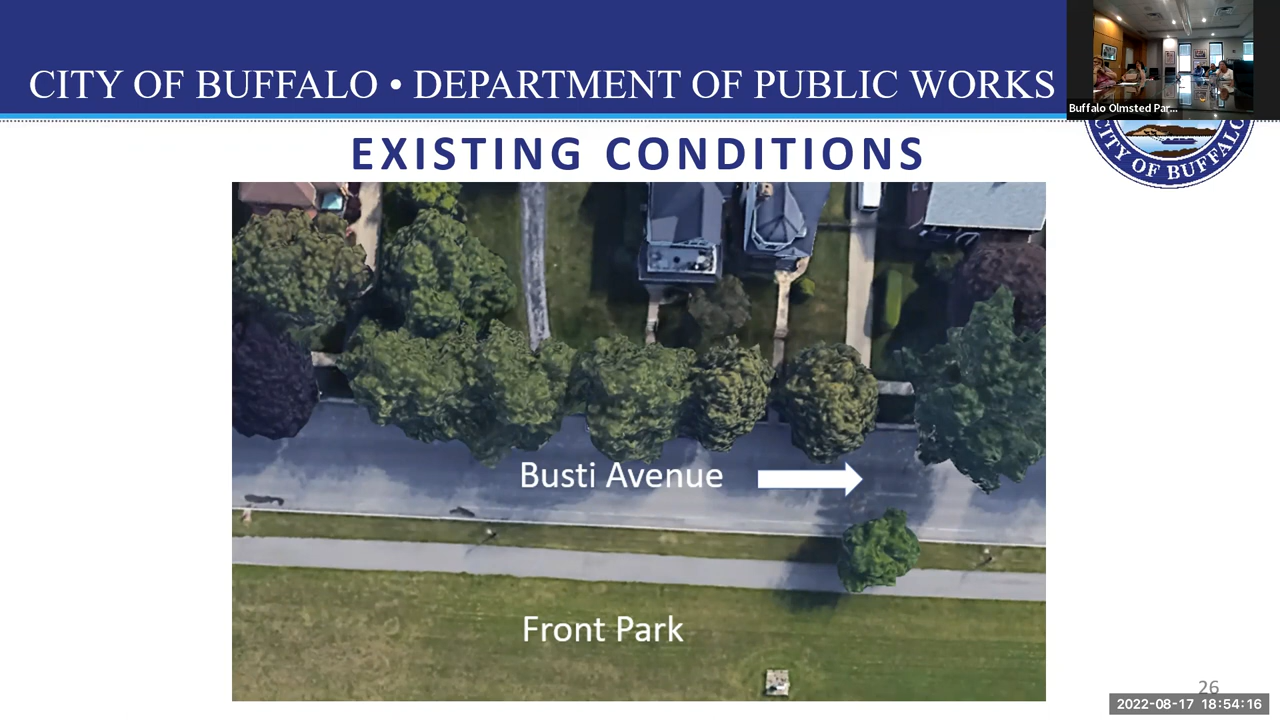 CITY OF BUFFALO • DEPARTMENT OF PUBLIC WORKS
Buffalo Olmsted Par...
CITY OF BUFFALO
EXISTING CONDITIONS
Busti Avenue
Front Park
26
2022-08-17 18:54:16